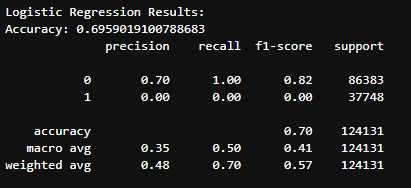 Logistic Regression Results:
Accuracy: 0.6959019100788683
precision recall f1-score support
0 0.70 1.00 0.82 86383
1 0.00 0.00 0.00 37748
accuracy 0.70 124131
macro avg 0.35 0.50 0.41 124131
weighted avg 0.48 0.70 0.57 124131